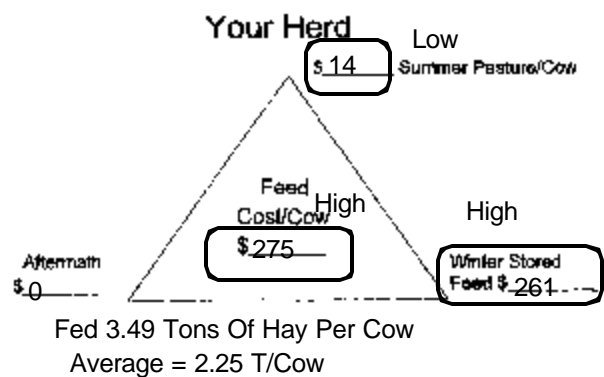 Your Herd
Low
$ 14 Summer Pasture/Cow
Feed
Cost/Cow High
$ 275
High
Aftermath
$ 0
Winter Stored
Feed $ 261
Fed 3.49 Tons Of Hay Per Cow
Average = 2.25 T/Cow